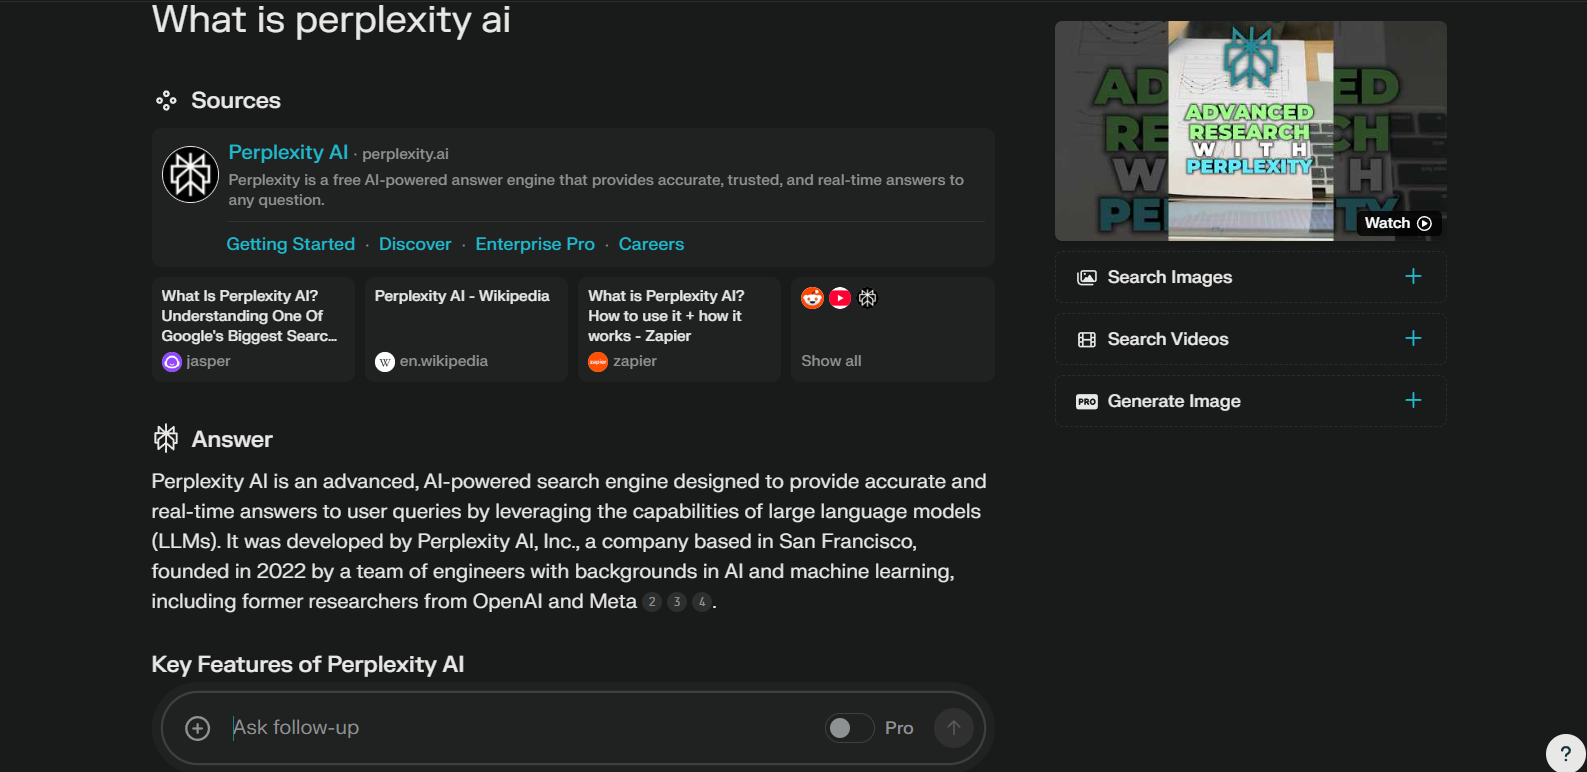 What is perplexity ai
Sources
Perplexity AI · perplexity.ai
Perplexity is a free AI-powered answer engine that provides accurate, trusted, and real-time answers to
any question.
Getting Started · Discover · Enterprise Pro · Careers
What Is Perplexity AI?
Understanding One Of
Google's Biggest Searc...
jasper
Perplexity AI - Wikipedia
W
en.wikipedia
What is Perplexity AI?
How to use it + how it
works - Zapier
zapier
zapier
Show all
Answer
Perplexity AI is an advanced, AI-powered search engine designed to provide accurate and
real-time answers to user queries by leveraging the capabilities of large language models
(LLMs). It was developed by Perplexity AI, Inc., a company based in San Francisco,
founded in 2022 by a team of engineers with backgrounds in AI and machine learning,
including former researchers from OpenAI and Meta 2 3 4.
Key Features of Perplexity AI
Ask follow-up
Pro
ADVANCED
RESEARCH
WITH
PERPLEXITY
AD ED
RE CH
W H
PE TY
Watch
Search Images
Search Videos
PRO Generate Image
?